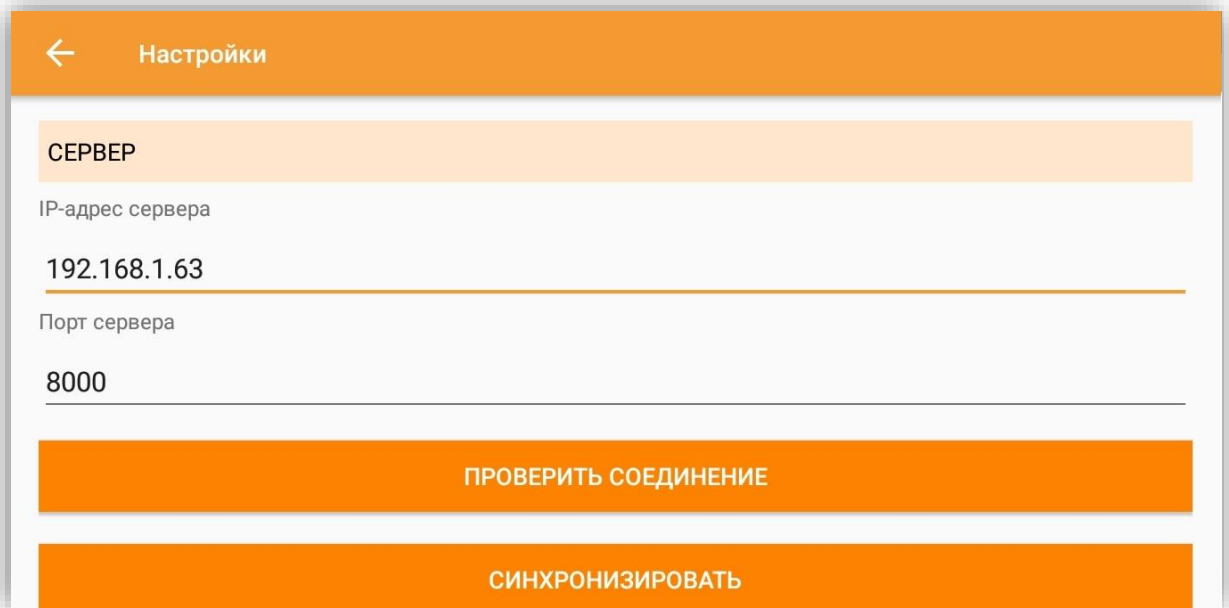 Настройки
СЕРВЕР
IP-адрес сервера
192.168.1.63
Порт сервера
8000
ПРОВЕРИТЬ СОЕДИНЕНИЕ
СИНХРОНИЗИРОВАТЬ